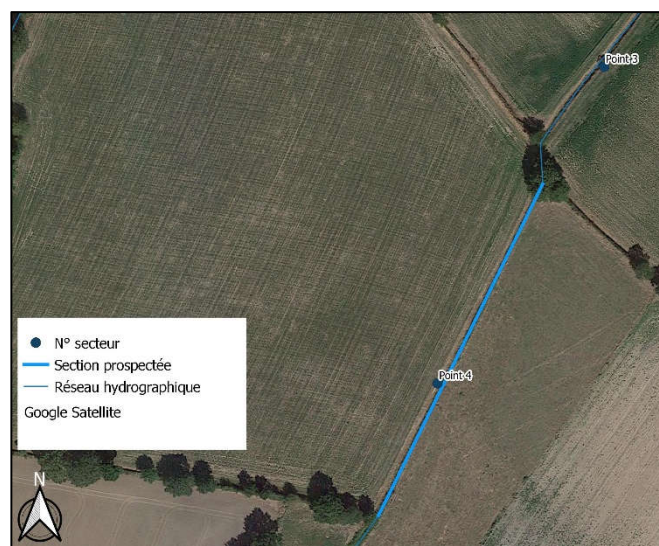 Point 3
Point 4
N° secteur
Section prospectée
Réseau hydrographique
Google Satellite
N